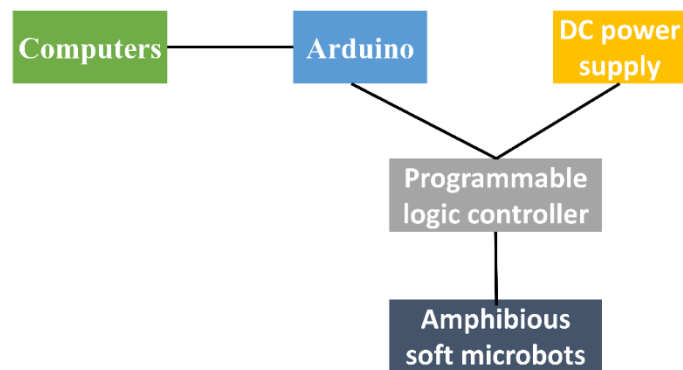 Computers
Arduino
DC power
supply
Programmable
logic controller
Amphibious
soft microbots